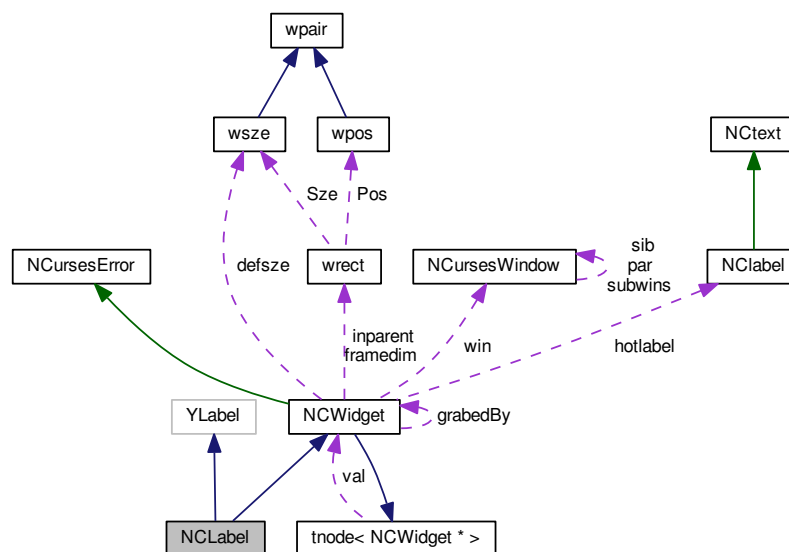 wpair
wsze
wpos
NCtext
Sze
Pos
NCursesError
defsze
wrect
NCursesWindow
sib
par
subwins
NClabel
inparent
framedim
win
hotlabel
YLabel
NCWidget
grabedBy
val
NCLabel
tnode< NCWidget * >